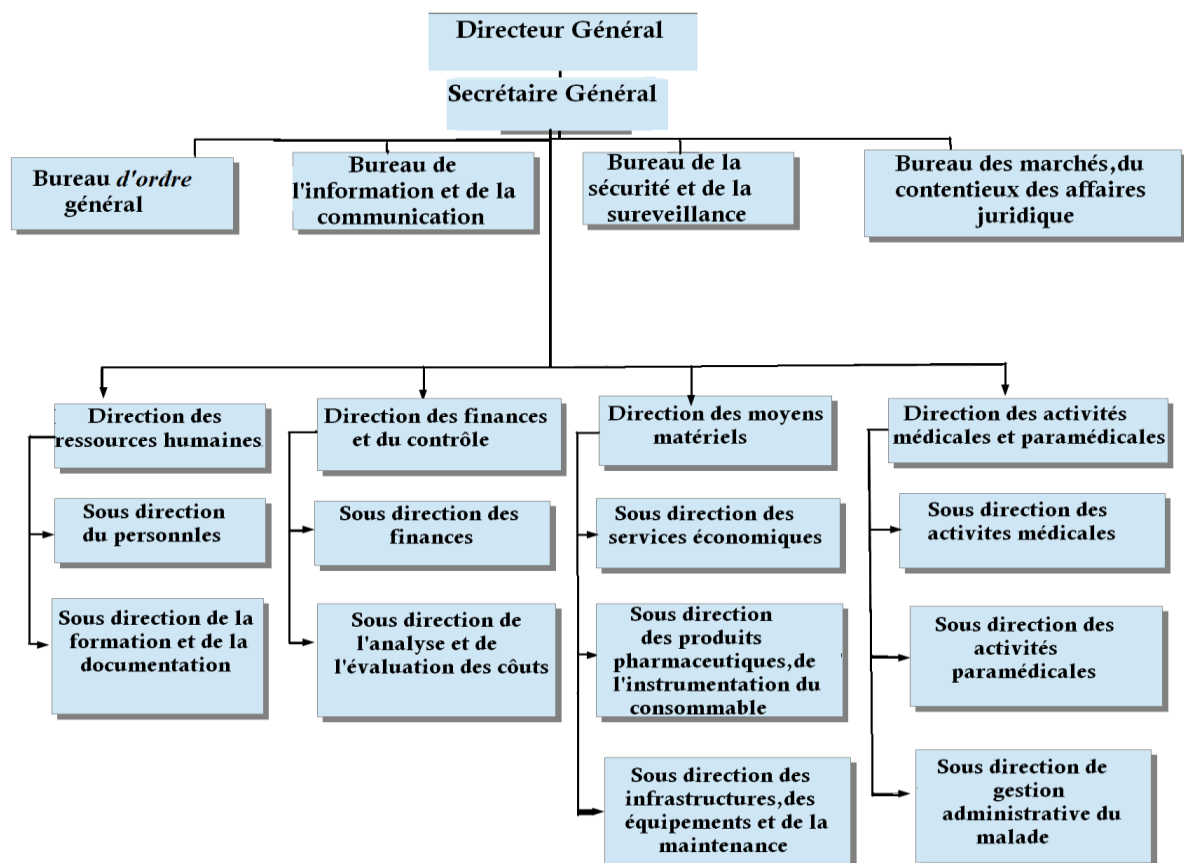 Directeur Général
Secrétaire Général
Bureau d'ordre
général
Bureau de
l'information et de la
communication
Bureau de la
sécurité et de la
sureveillance
Bureau des marchés,du
contentieux des affaires
juridique
Direction des
ressources humaines
Direction des finances
et du contrôle
Direction des moyens
matériels
Direction des activités
médicales et paramédicales
Sous direction
du personnles
Sous direction des
finances
Sous direction des
services économiques
Sous direction des
activites médicales
Sous direction de la
formation et de la
documentation
Sous direction de
l'analyse et de
l'évaluation des côuts
Sous direction
des produits
pharmaceutiques,de
l'instrumentation du
consommable
Sous direction des
activités
paramédicales
Sous direction des
infrastructures,des
équipements et de la
maintenance
Sous direction de
gestion
administrative du
malade